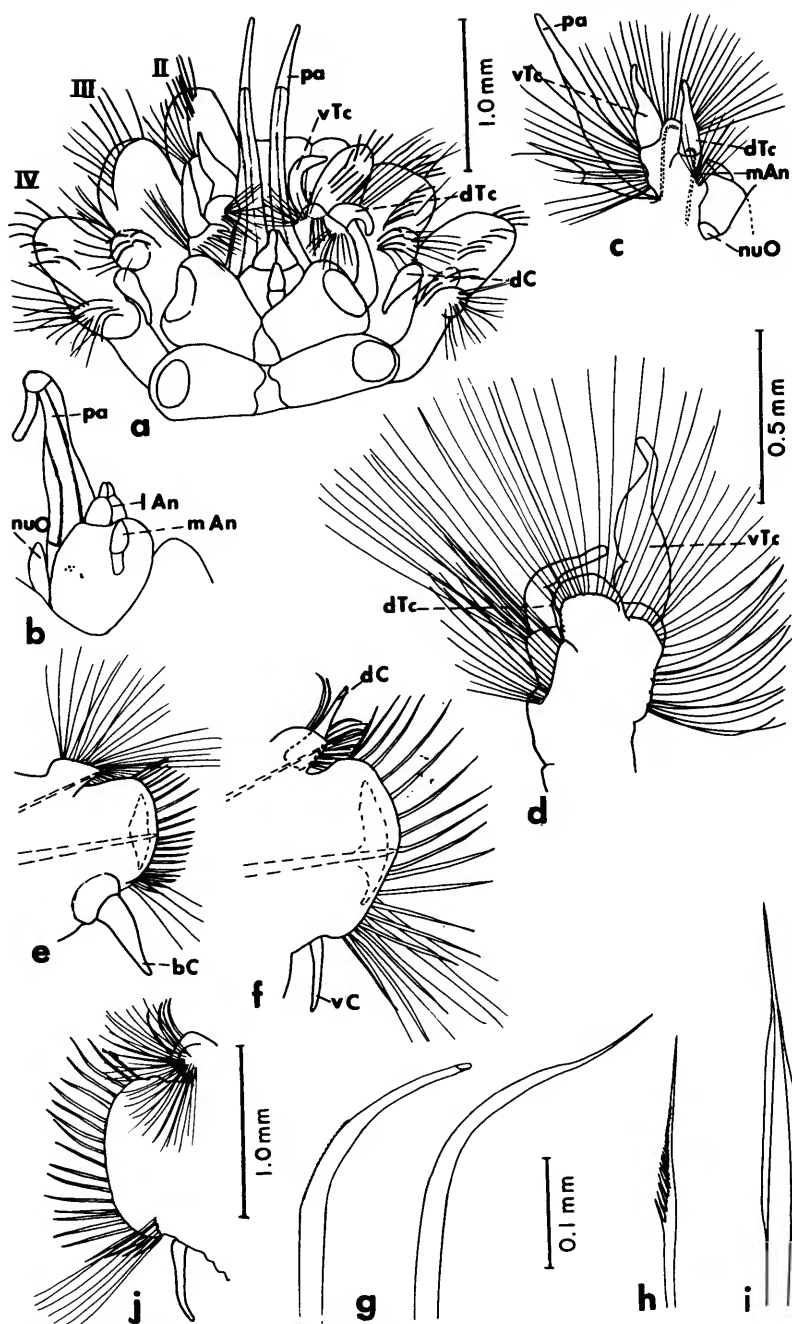 II
III
IV
pa
vTc
dTc
dC
1.0 mm
a
pa
vTc
dTc
mAn
nuO
c
pa
lAn
mAn
nuO
b
0.5 mm
vTc
dTc
d
bC
e
dC
vC
f
1.0 mm
j
0.1 mm
g
h
i